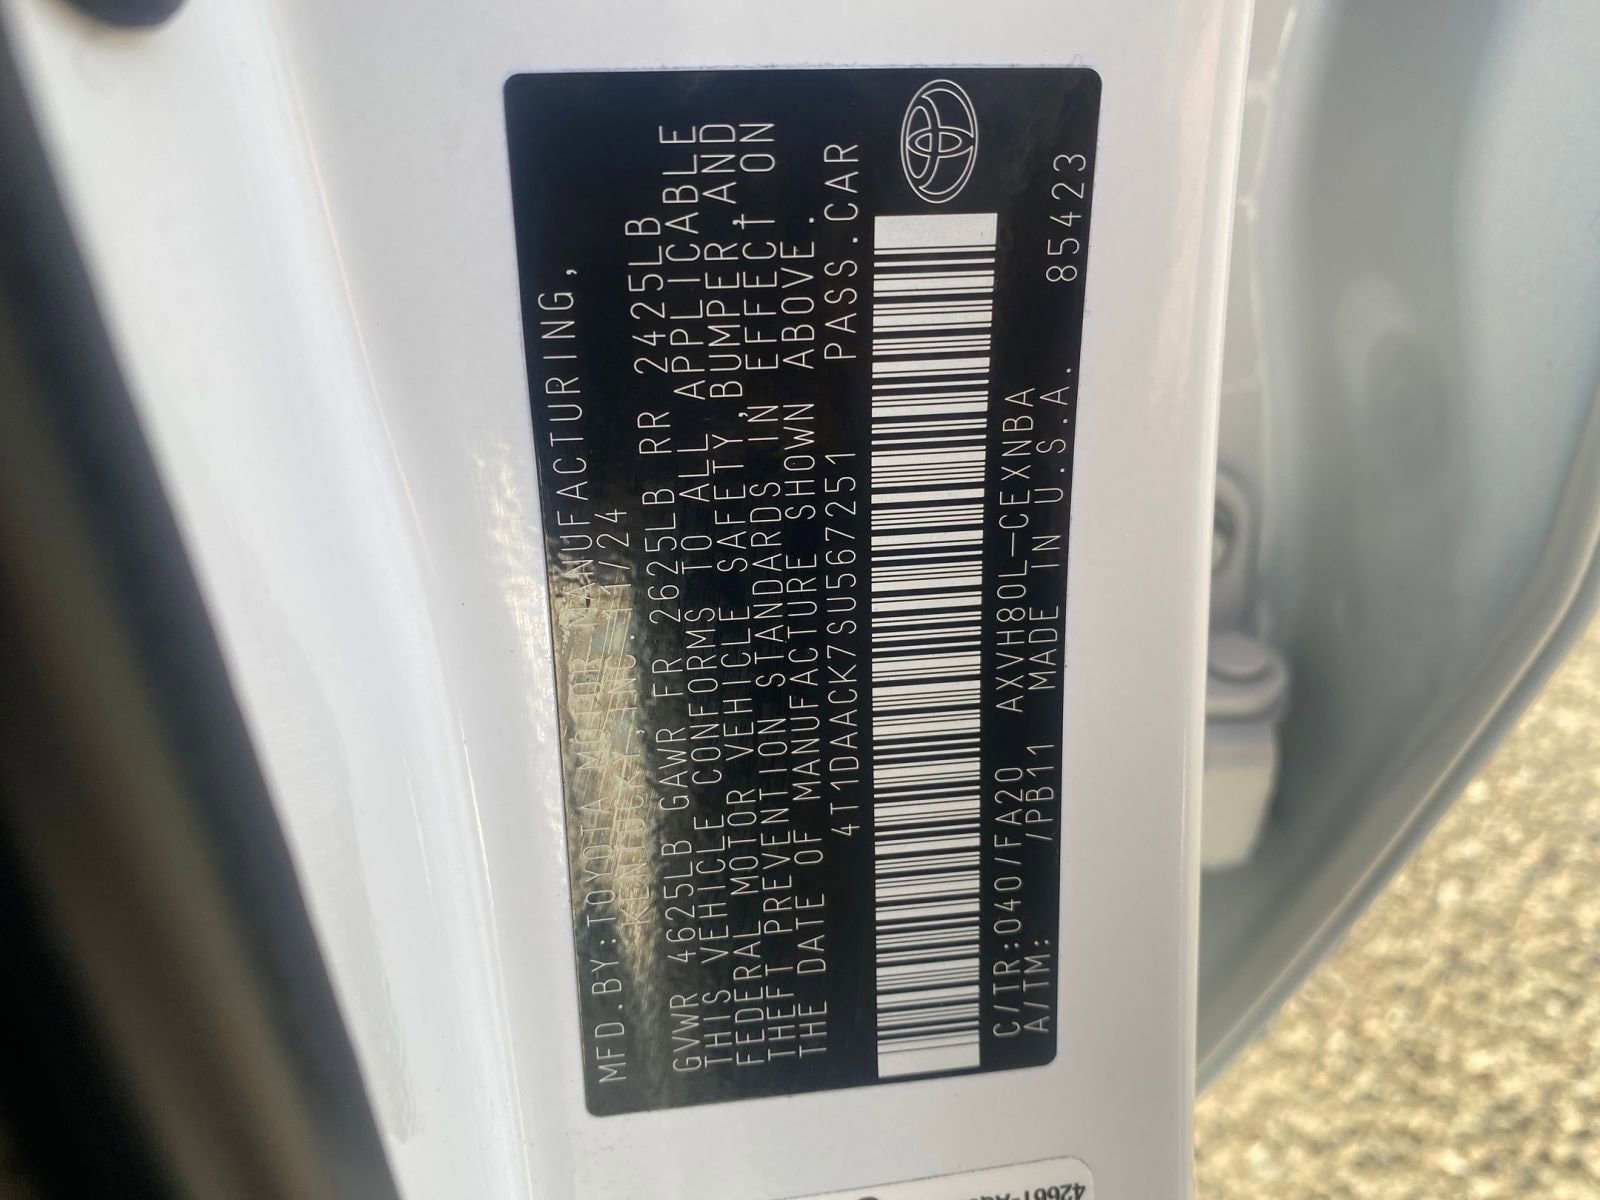 MFD.BY:TOYOTA MOTOR MANUFACTURING,
KENTUCKY,INC. 11/24
GVWR 4625LB GAWR FR 2625LB RR 2425LB
THIS VEHICLE CONFORMS TO ALL APPLICABLE
FEDERAL MOTOR VEHICLE SAFETY,BUMPER,AND
THEFT PREVENTION STANDARDS IN EFFECT ON
THE DATE OF MANUFACTURE SHOWN ABOVE.
4T1DAACK7SU567251 PASS.CAR
C/TR:040/FA20 AXVH80L-CEXNBA
A/TM: /PB11 MADE IN U.S.A. 85423